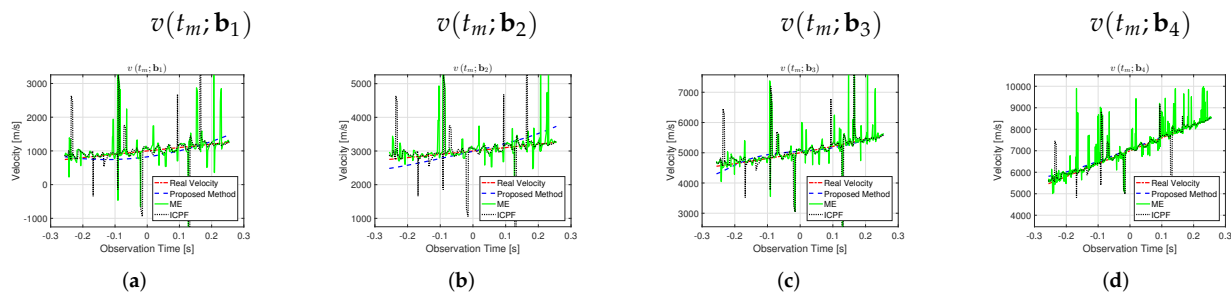 v(t_m; b_1) v(t_m; b_2) v(t_m; b_3) v(t_m; b_4)
v (t_m; b_1)
3000
2000
1000
0
-1000
Velocity [m/s]
-0.3 -0.2 -0.1 0 0.1 0.2 0.3
Observation Time [s]
Real Velocity
Proposed Method
ME
ICPF
(a)
v (t_m; b_2)
5000
4000
3000
2000
1000
Velocity [m/s]
-0.3 -0.2 -0.1 0 0.1 0.2 0.3
Observation Time [s]
Real Velocity
Proposed Method
ME
ICPF
(b)
v (t_m; b_3)
7000
6000
5000
4000
3000
Velocity [m/s]
-0.3 -0.2 -0.1 0 0.1 0.2 0.3
Observation Time [s]
Real Velocity
Proposed Method
ME
ICPF
(c)
v (t_m; b_4)
10000
9000
8000
7000
6000
5000
4000
Velocity [m/s]
-0.3 -0.2 -0.1 0 0.1 0.2 0.3
Observation Time [s]
Real Velocity
Proposed Method
ME
ICPF
(d)